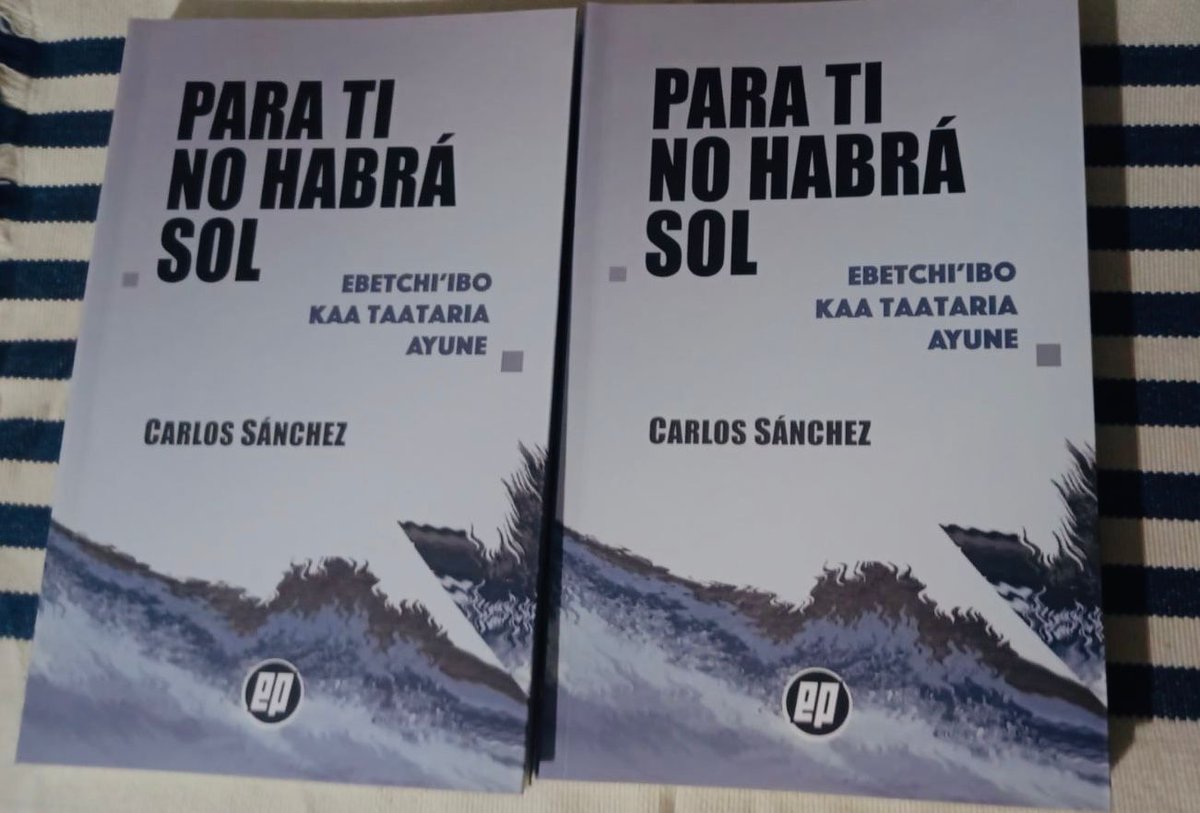 PARA TI
NO HABRÁ
SOL
EBETCHI'IBO
KAA TAATARIA
AYUNE
CARLOS SÁNCHEZ
ep
PARA TI
NO HABRÁ
SOL
EBETCHI'IBO
KAA TAATARIA
AYUNE
CARLOS SÁNCHEZ
ep